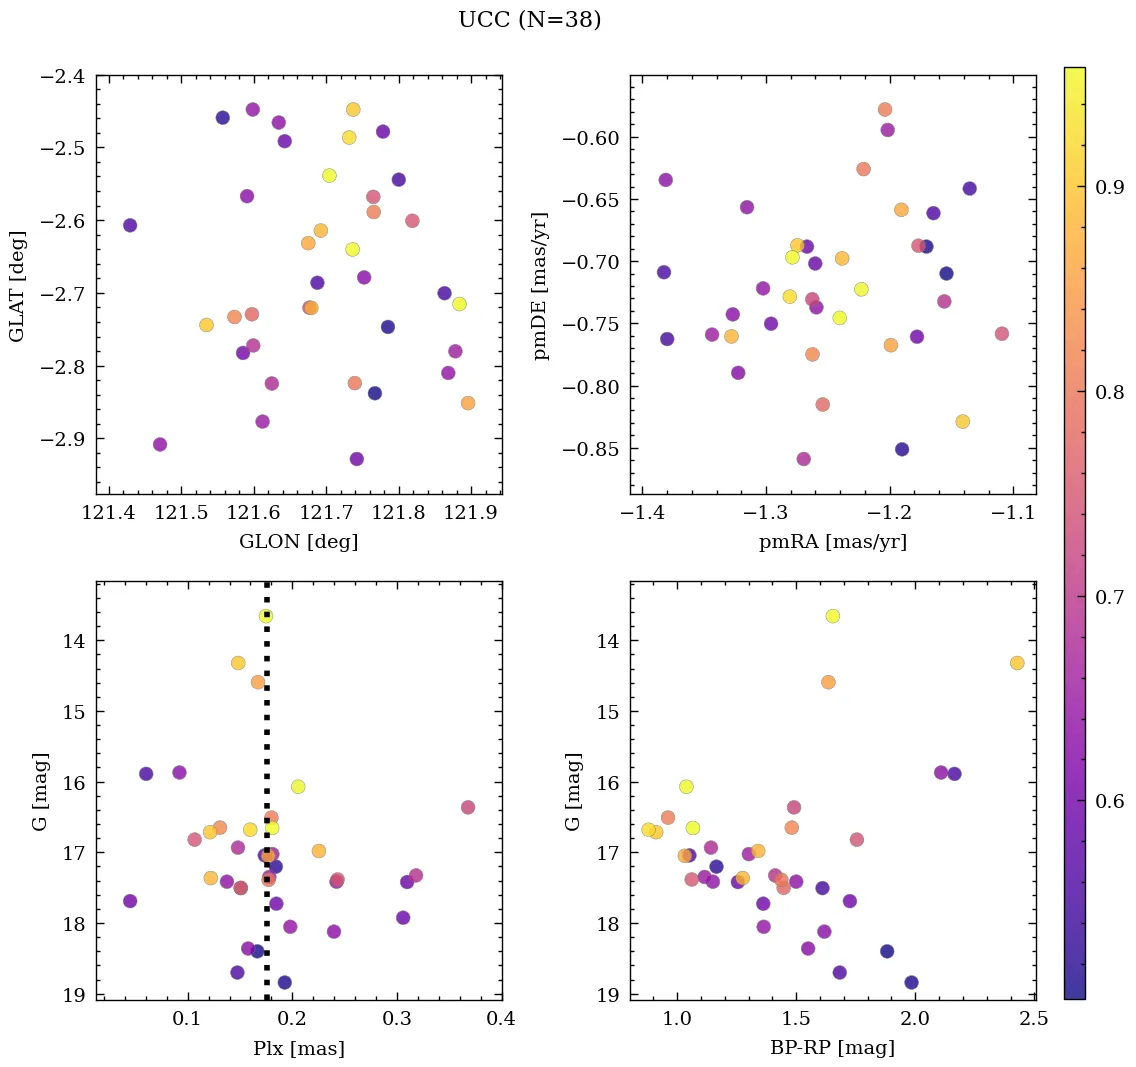 UCC (N=38)
−2.4
−2.5
−2.6
−2.7
−2.8
−2.9
GLAT [deg]
121.4 121.5 121.6 121.7 121.8 121.9
GLON [deg]
−0.60
−0.65
−0.70
−0.75
−0.80
−0.85
pmDE [mas/yr]
−1.4 −1.3 −1.2 −1.1
pmRA [mas/yr]
14
15
16
17
18
19
G [mag]
0.1 0.2 0.3 0.4
Plx [mas]
14
15
16
17
18
19
G [mag]
1.0 1.5 2.0 2.5
BP-RP [mag]
0.9
0.8
0.7
0.6